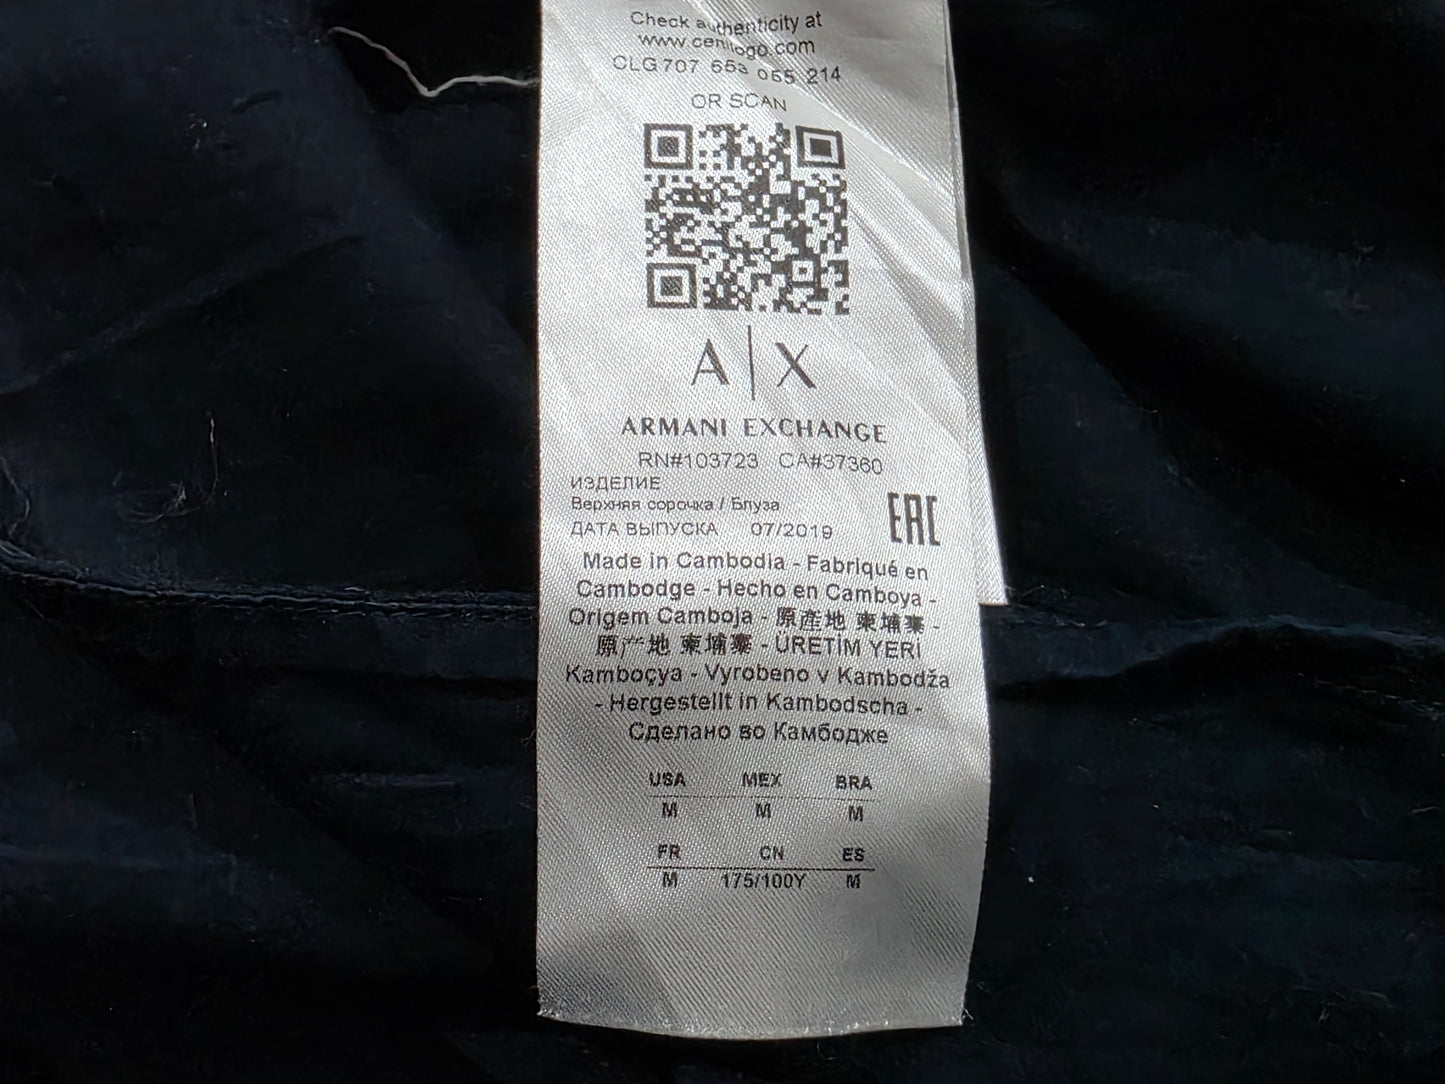 Check authenticity at
www.certilogo.com
CLG707 653 055 214
OR SCAN
A|X
ARMANI EXCHANGE
RN#103723 CA#37360
ИЗДЕЛИЕ
Верхняя сорочка / Блуза
ДАТА ВЫПУСКА 07/2019
EAC
Made in Cambodia - Fabriqué en
Cambodge - Hecho en Camboya -
Origem Camboja - 原產地 柬埔寨 -
原产地 柬埔寨 - ÜRETİM YERİ
Kamboçya - Vyrobeno v Kambodža
- Hergestellt in Kambodscha -
Сделано во Камбодже
USA MEX BRA
M M M
FR CN ES
M 175/100Y M